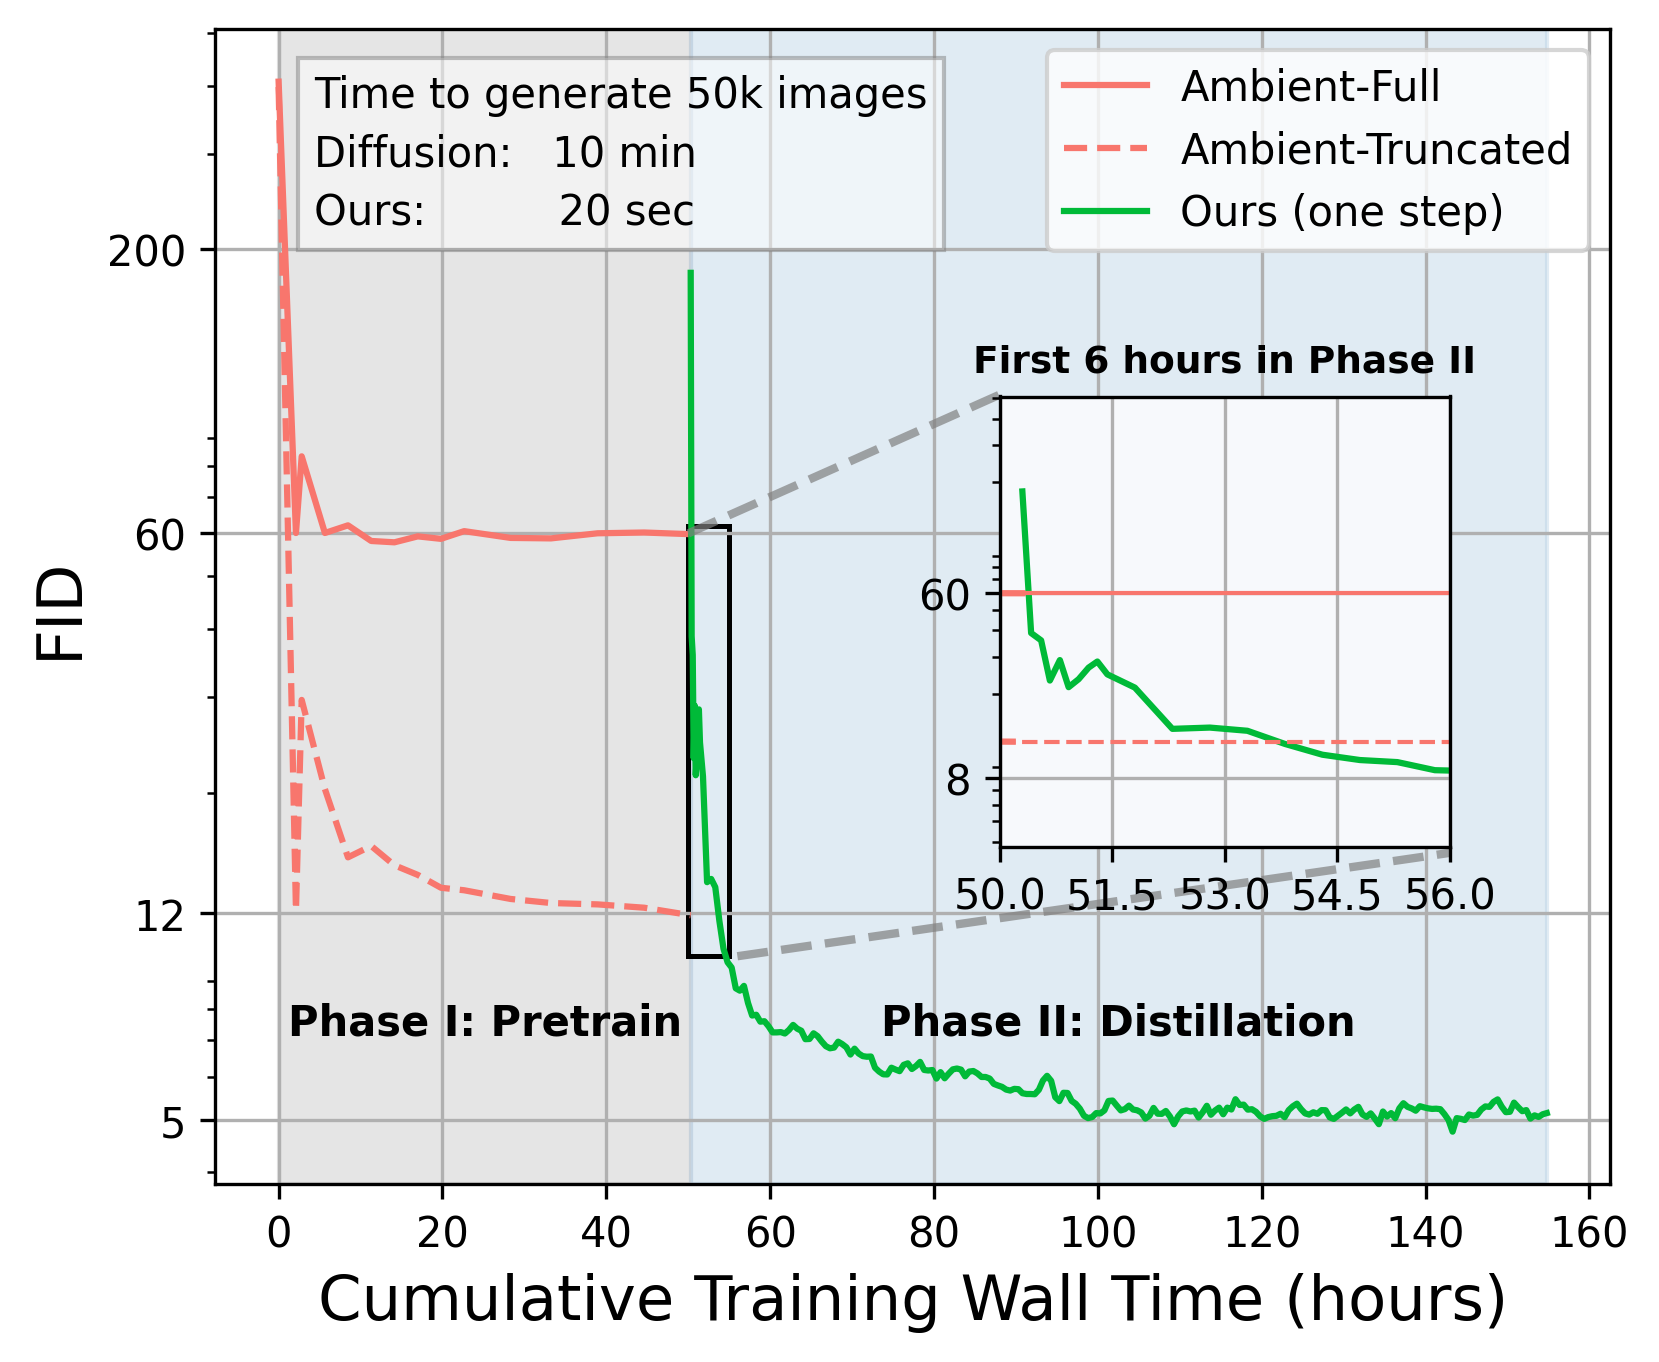 Time to generate 50k images
Diffusion: 10 min
Ours: 20 sec
Ambient-Full
Ambient-Truncated
Ours (one step)
FID
200
60
12
5
First 6 hours in Phase II
60
8
50.0 51.5 53.0 54.5 56.0
Phase I: Pretrain
Phase II: Distillation
0 20 40 60 80 100 120 140 160
Cumulative Training Wall Time (hours)